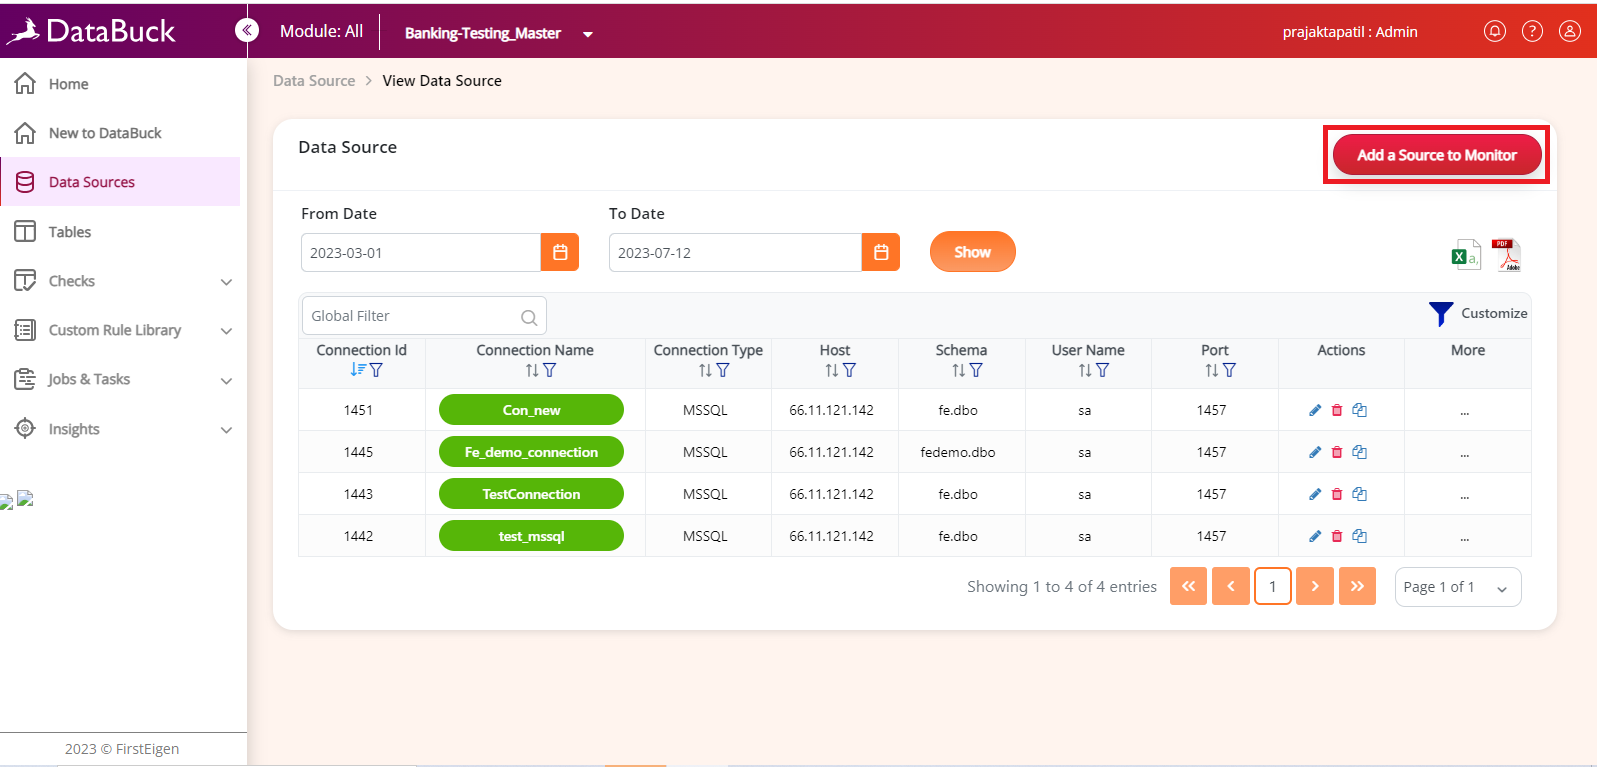 DataBuck
Module: All
Banking-Testing_Master
prajaktapatil : Admin
Home
New to DataBuck
Data Sources
Tables
Checks
Custom Rule Library
Jobs & Tasks
Insights
2023 © FirstEigen
Data Source > View Data Source
Data Source
Add a Source to Monitor
From Date To Date
2023-03-01 2023-07-12 Show
Global Filter Customize
Connection Id Connection Name Connection Type Host Schema User Name Port Actions More
1451 Con_new MSSQL 66.11.121.142 fe.dbo sa 1457 ...
1445 Fe_demo_connection MSSQL 66.11.121.142 fedemo.dbo sa 1457 ...
1443 TestConnection MSSQL 66.11.121.142 fe.dbo sa 1457 ...
1442 test_mssql MSSQL 66.11.121.142 fe.dbo sa 1457 ...
Showing 1 to 4 of 4 entries « < 1 > » Page 1 of 1